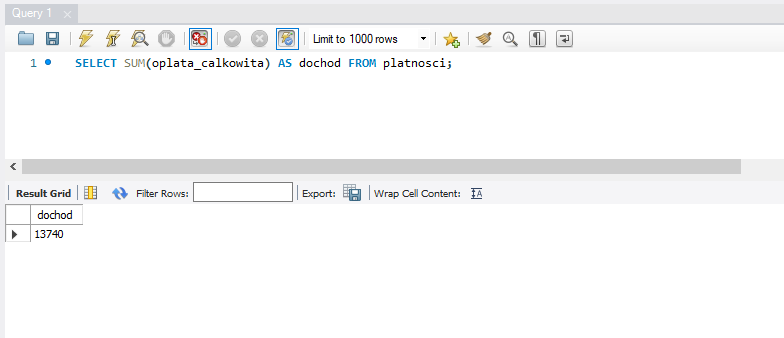 Query 1
Limit to 1000 rows
1 SELECT SUM(oplata_calkowita) AS dochod FROM platnosci;
Result Grid Filter Rows: Export: Wrap Cell Content:
dochod
13740